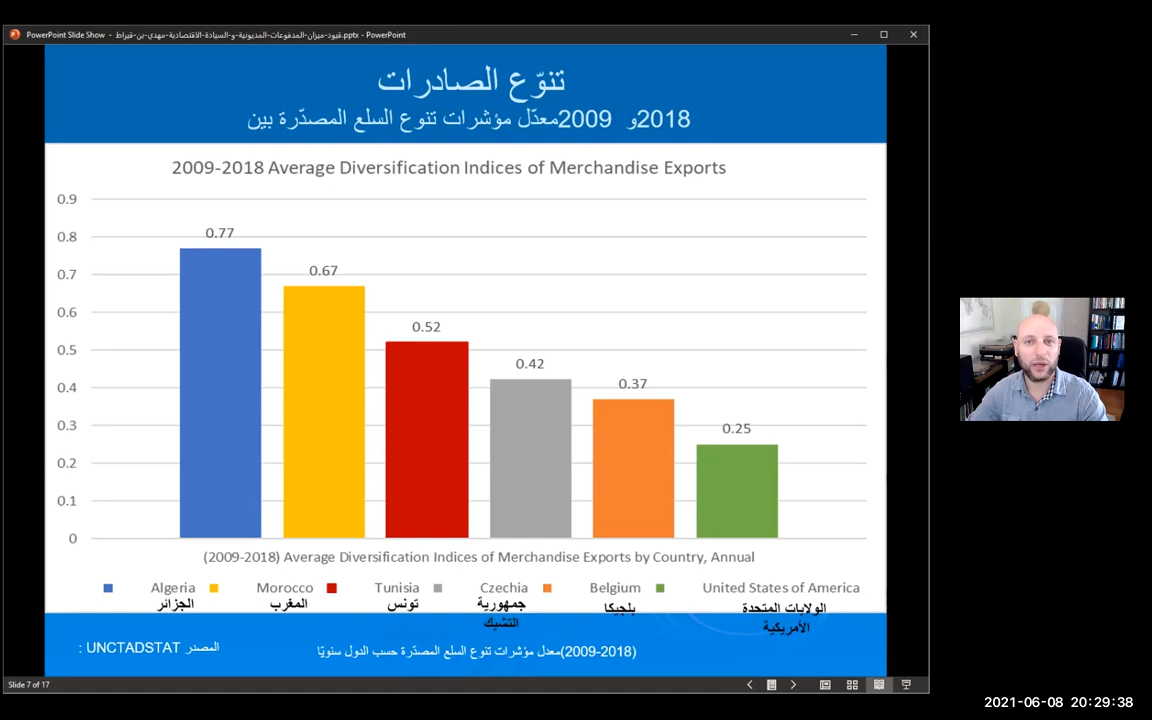 PowerPoint Slide Show - قيود-ميزان-المدفوعات-المديونية-و-السيادة-الاقتصادية-مهدي-بن-قيراط.pptx - PowerPoint
تنوّع الصادرات
2018و 2009معدّل مؤشرات تنوع السلع المصدّرة بين
2009-2018 Average Diversification Indices of Merchandise Exports
0.9
0.8
0.7
0.6
0.5
0.4
0.3
0.2
0.1
0
0.77
0.67
0.52
0.42
0.37
0.25
(2009-2018) Average Diversification Indices of Merchandise Exports by Country, Annual
Algeria Morocco Tunisia Czechia Belgium United States of America
الجزائر
المغرب
تونس
جمهورية
التشيك
بلجيكا
الولايات المتحدة
الأمريكية
المصدر UNCTADSTAT :
(2009-2018)معدل مؤشرات تنوع السلع المصدّرة حسب الدول سنويًا
Slide 7 of 17
2021-06-08 20:29:38